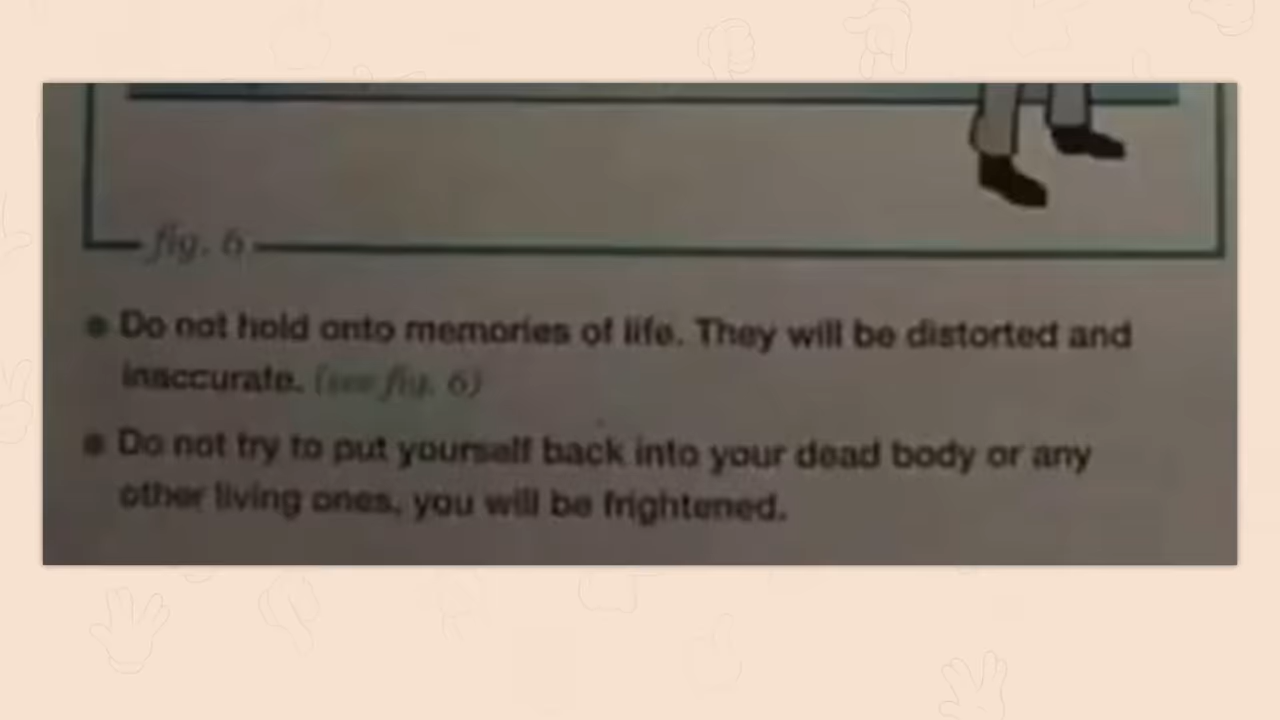 fig. 6
Do not hold onto memories of life. They will be distorted and
inaccurate. (see fig. 6)
Do not try to put yourself back into your dead body or any
other living ones, you will be frightened.